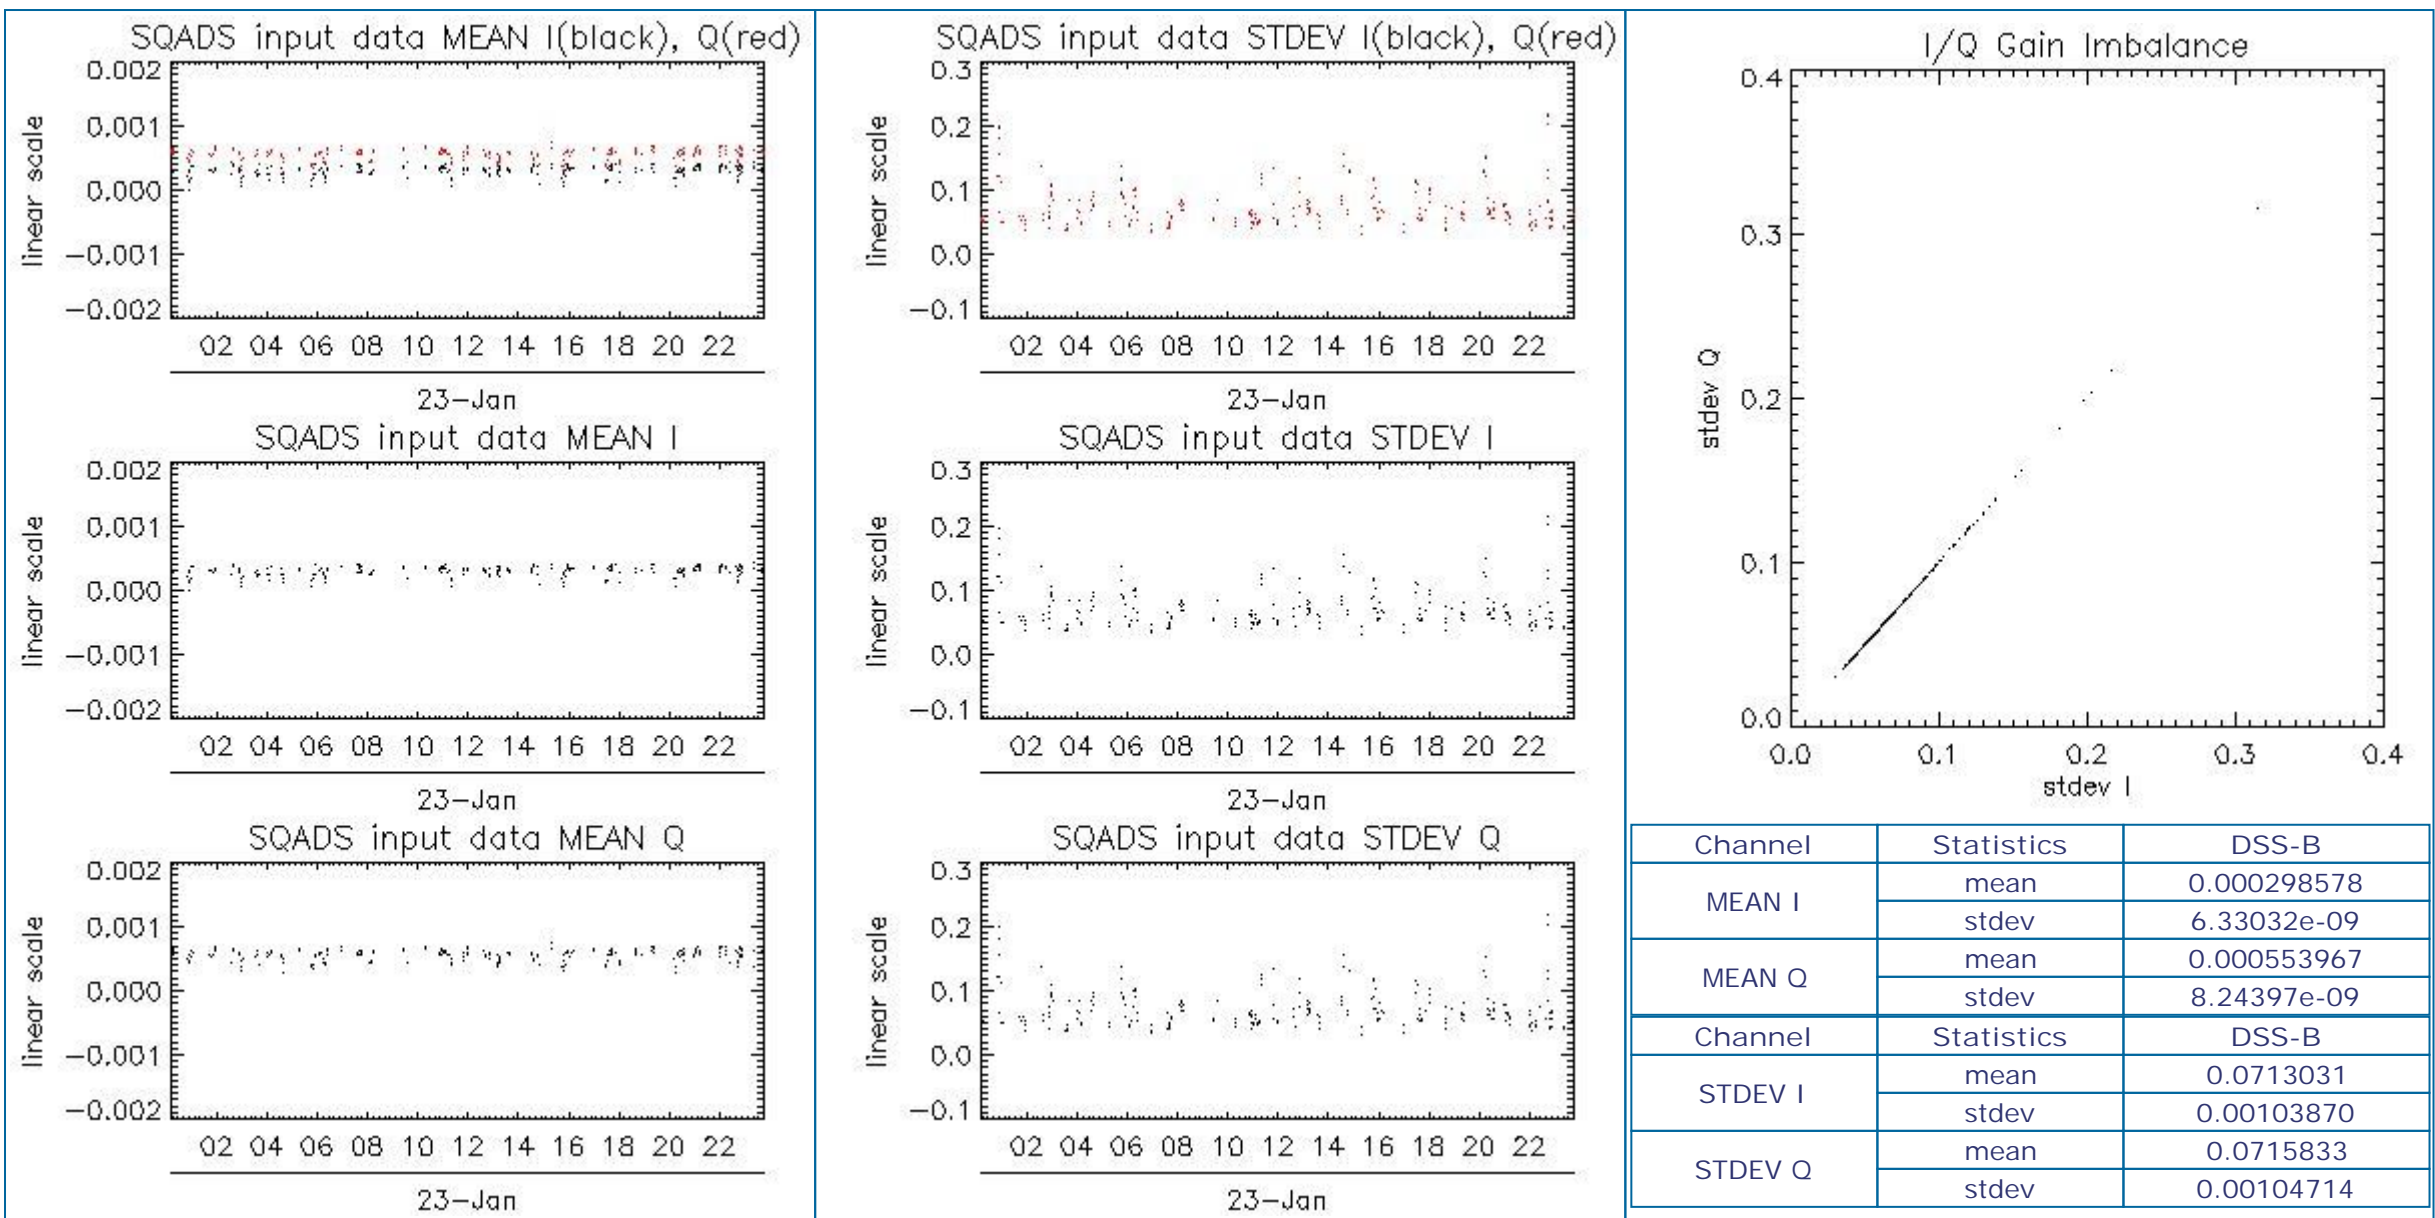 SQADS input data MEAN I(black), Q(red)
linear scale
0.002
0.001
0.000
−0.001
−0.002
02 04 06 08 10 12 14 16 18 20 22
23−Jan
SQADS input data MEAN I
linear scale
0.002
0.001
0.000
−0.001
−0.002
02 04 06 08 10 12 14 16 18 20 22
23−Jan
SQADS input data MEAN Q
linear scale
0.002
0.001
0.000
−0.001
−0.002
02 04 06 08 10 12 14 16 18 20 22
23−Jan
SQADS input data STDEV I(black), Q(red)
linear scale
0.3
0.2
0.1
0.0
−0.1
02 04 06 08 10 12 14 16 18 20 22
23−Jan
SQADS input data STDEV I
linear scale
0.3
0.2
0.1
0.0
−0.1
02 04 06 08 10 12 14 16 18 20 22
23−Jan
SQADS input data STDEV Q
linear scale
0.3
0.2
0.1
0.0
−0.1
02 04 06 08 10 12 14 16 18 20 22
23−Jan
I/Q Gain Imbalance
stdev Q
0.4
0.3
0.2
0.1
0.0
0.0 0.1 0.2 0.3 0.4
stdev I
Channel Statistics DSS-B
MEAN I mean 0.000298578
stdev 6.33032e-09
MEAN Q mean 0.000553967
stdev 8.24397e-09
Channel Statistics DSS-B
STDEV I mean 0.0713031
stdev 0.00103870
STDEV Q mean 0.0715833
stdev 0.00104714